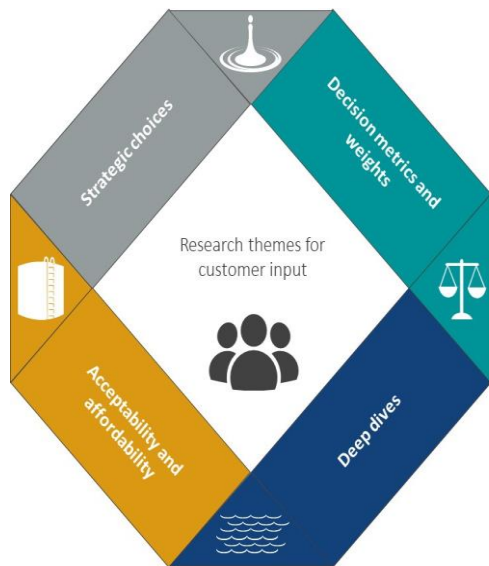 Strategic choices
Decision metrics and
weights
Research themes for
customer input
Acceptability and
affordability
Deep dives